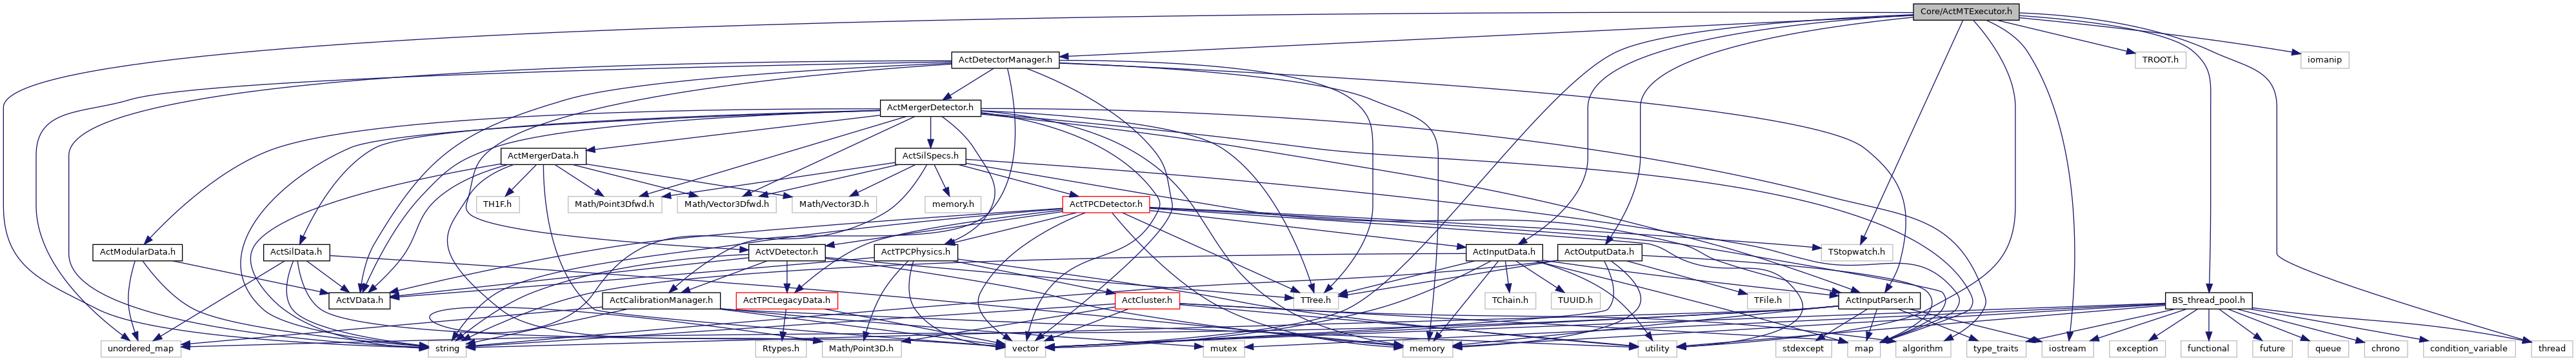 Core/ActMTExecutor.h
ActDetectorManager.h
TROOT.h
iomanip
ActMergerDetector.h
ActMergerData.h
ActSilSpecs.h
TH1F.h
Math/Point3Dfwd.h
Math/Vector3Dfwd.h
Math/Vector3D.h
memory.h
ActTPCDetector.h
ActModularData.h
ActSilData.h
ActVDetector.h
ActTPCPhysics.h
ActInputData.h
ActOutputData.h
TStopwatch.h
ActVData.h
ActCalibrationManager.h
ActTPCLegacyData.h
ActCluster.h
TTree.h
TChain.h
TUUID.h
TFile.h
ActInputParser.h
BS_thread_pool.h
unordered_map
string
Rtypes.h
Math/Point3D.h
vector
mutex
memory
utility
stdexcept
map
algorithm
type_traits
iostream
exception
functional
future
queue
chrono
condition_variable
thread